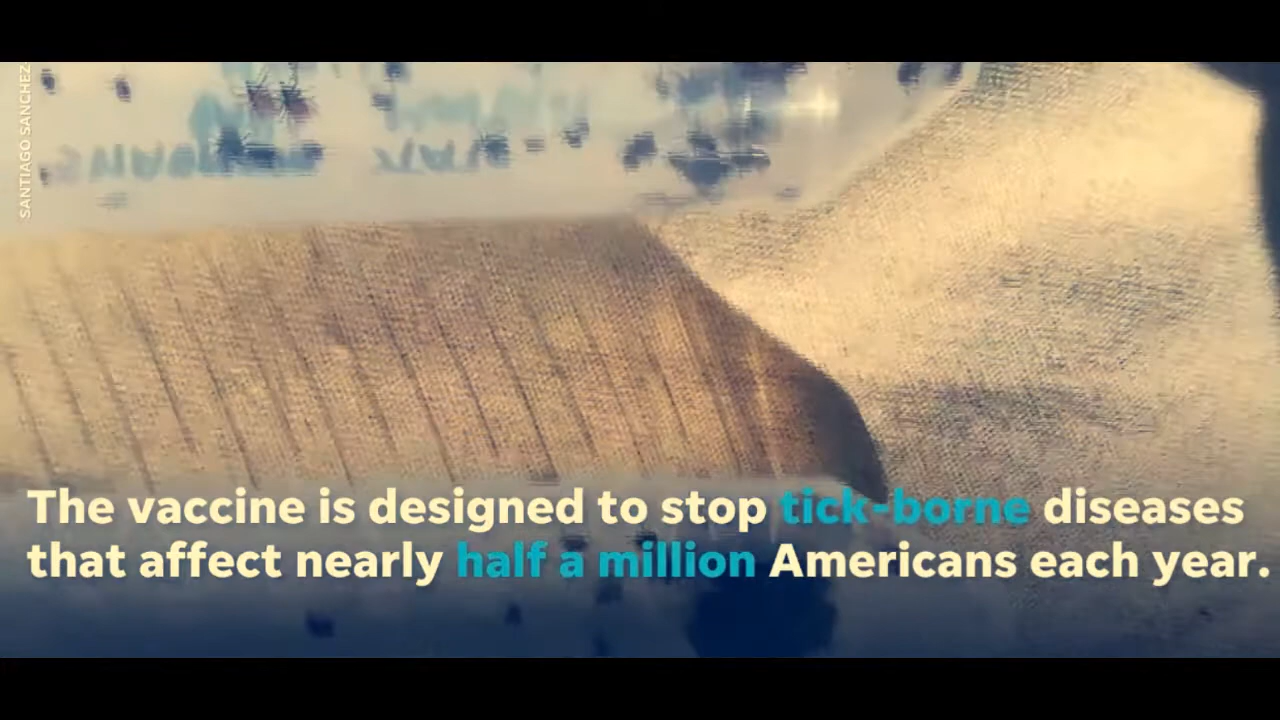 SANTIAGO SANCHEZ
The vaccine is designed to stop tick-borne diseases
that affect nearly half a million Americans each year.